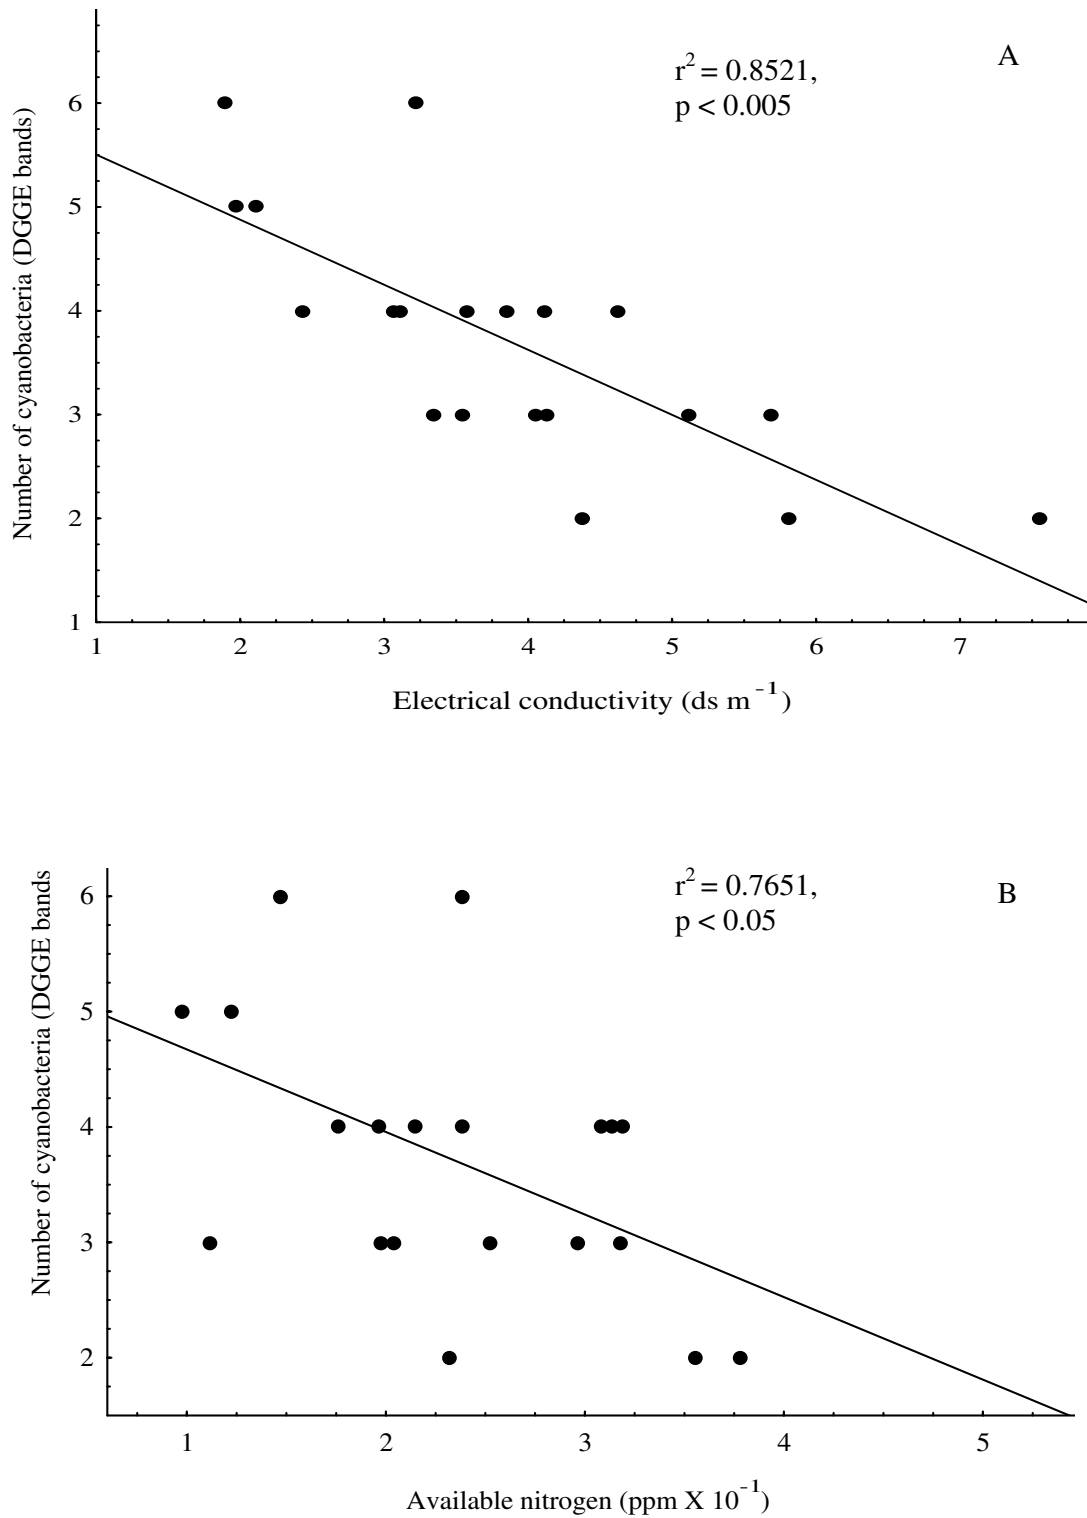 A
r² = 0.8521,
p < 0.005
Number of cyanobacteria (DGGE bands)
6
5
4
3
2
1
1 2 3 4 5 6 7
Electrical conductivity (ds m⁻¹)
B
r² = 0.7651,
p < 0.05
Number of cyanobacteria (DGGE bands
6
5
4
3
2
1 2 3 4 5
Available nitrogen (ppm X 10⁻¹)